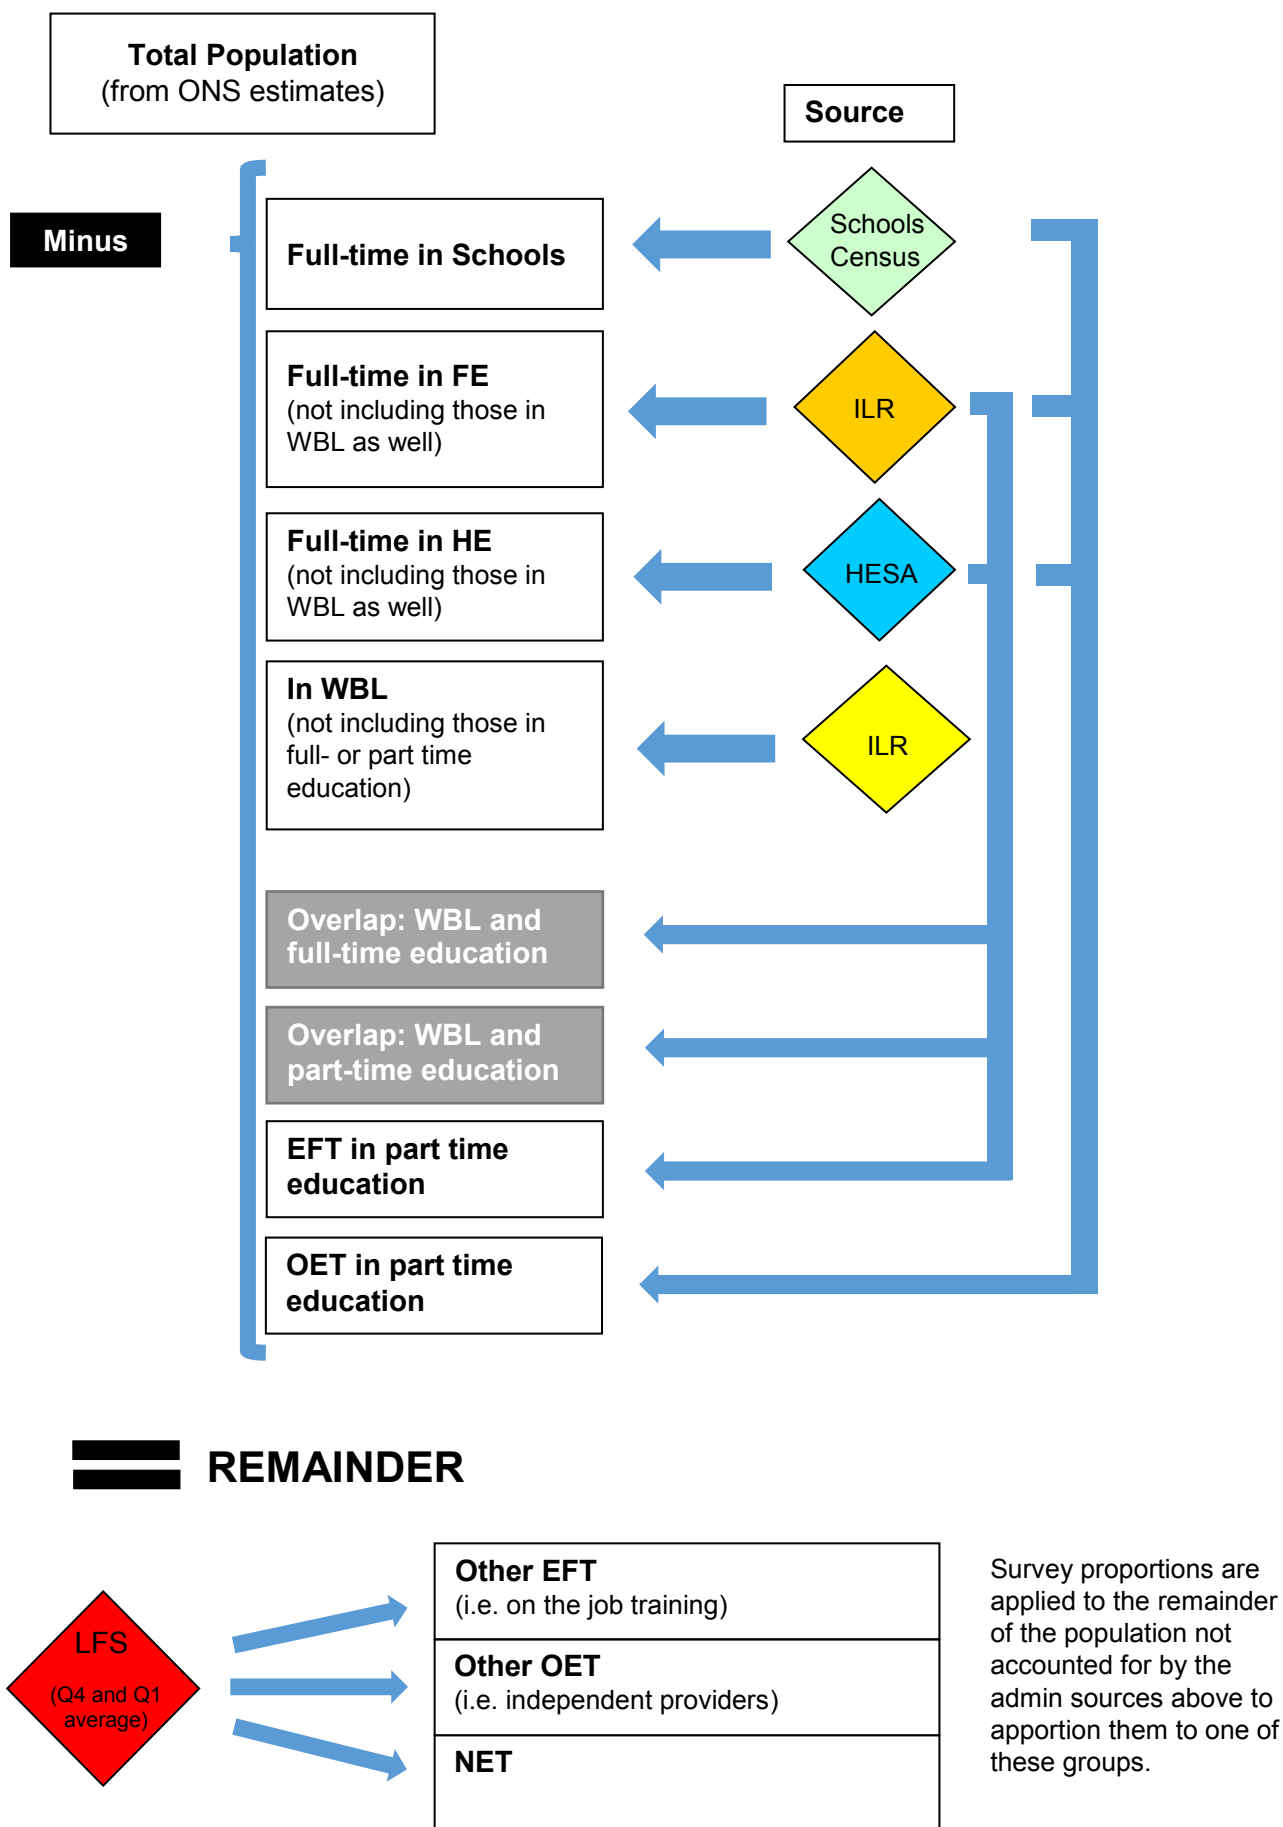 Total Population
(from ONS estimates)
Source
Minus
Full-time in Schools
Schools
Census
Full-time in FE
(not including those in
WBL as well)
ILR
Full-time in HE
(not including those in
WBL as well)
HESA
In WBL
(not including those in
full- or part time
education)
ILR
Overlap: WBL and
full-time education
Overlap: WBL and
part-time education
EFT in part time
education
OET in part time
education
REMAINDER
LFS
(Q4 and Q1
average)
Other EFT
(i.e. on the job training)
Other OET
(i.e. independent providers)
NET
Survey proportions are
applied to the remainder
of the population not
accounted for by the
admin sources above to
apportion them to one of
these groups.